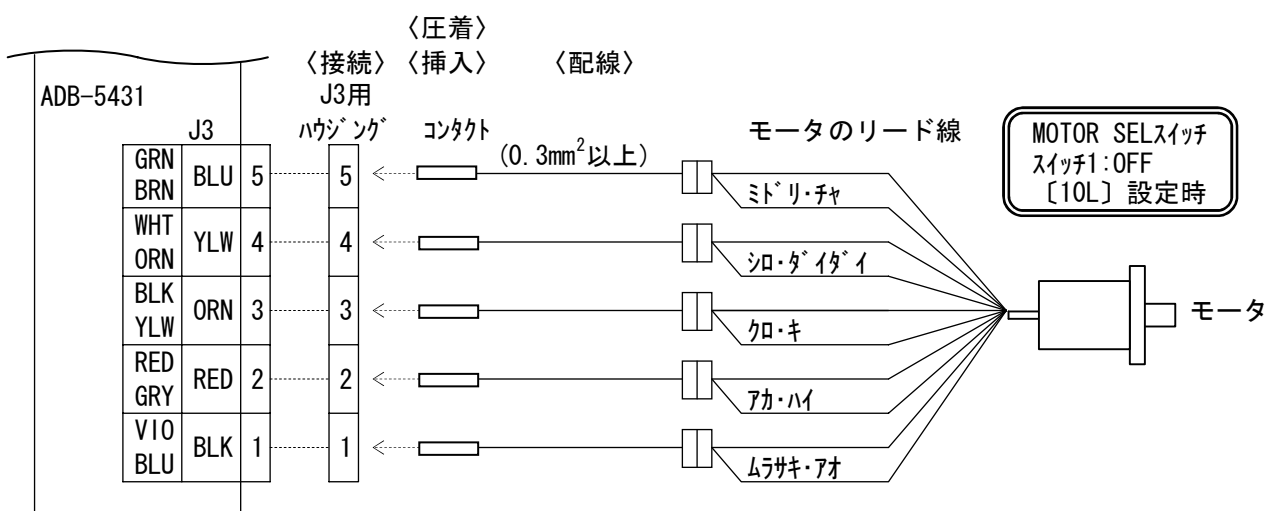 〈圧着〉
〈接続〉〈挿入〉 〈配線〉
ADB-5431 J3用
J3 ﾊｳｼﾞﾝｸﾞ ｺﾝﾀｸﾄ モータのリード線 MOTOR SELｽｲｯﾁ
(0.3mm²以上) ｽｲｯﾁ1:OFF
〔10L〕設定時
GRN
BRN BLU 5 5 ﾐﾄﾞﾘ･ﾁｬ
WHT
ORN YLW 4 4 ｼﾛ･ﾀﾞｲﾀﾞｲ
BLK
YLW ORN 3 3 ｸﾛ･ｷ モータ
RED
GRY RED 2 2 ｱｶ･ﾊｲ
VIO
BLU BLK 1 1 ﾑﾗｻｷ･ｱｵ